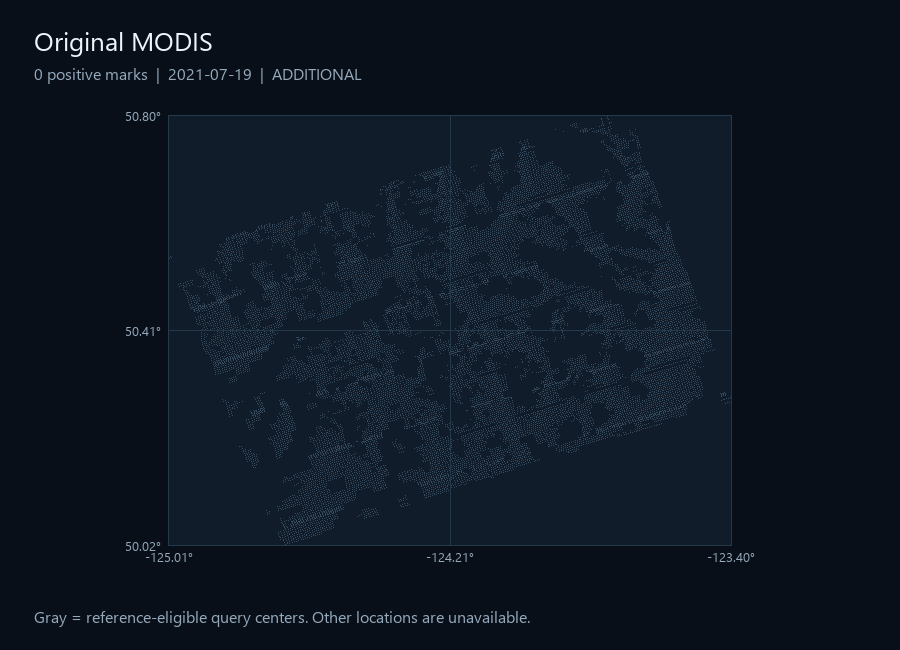 Original MODIS
0 positive marks | 2021-07-19 | ADDITIONAL
50.80°
50.41°
50.02°
-125.01°
-124.21°
-123.40°
Gray = reference-eligible query centers. Other locations are unavailable.